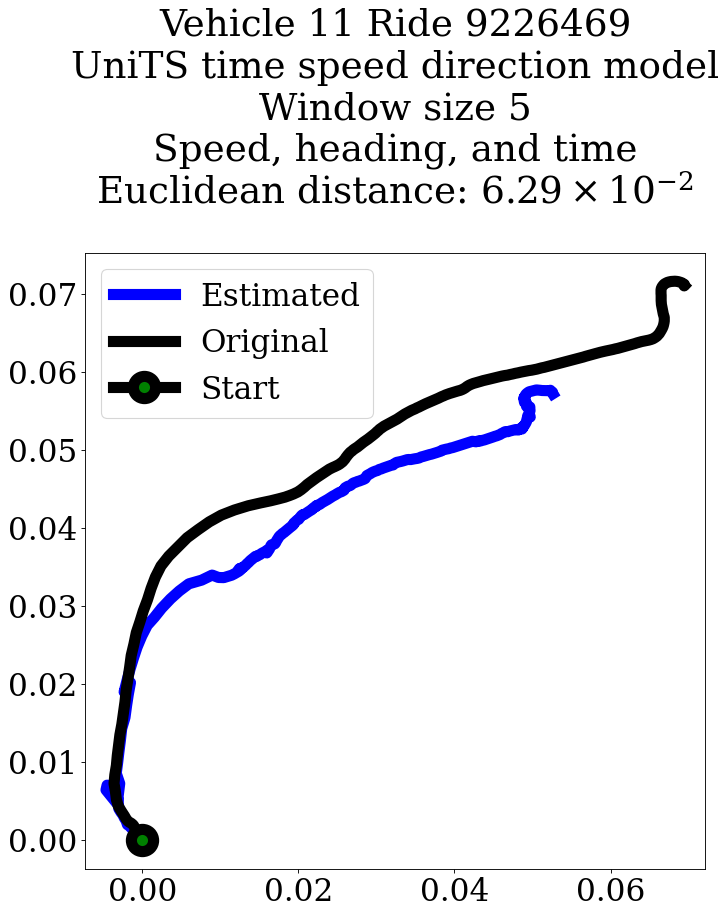 Vehicle 11 Ride 9226469
UniTS time speed direction model
Window size 5
Speed, heading, and time
Euclidean distance: 6.29 × 10⁻²
Estimated
Original
Start
0.07
0.06
0.05
0.04
0.03
0.02
0.01
0.00
0.00 0.02 0.04 0.06